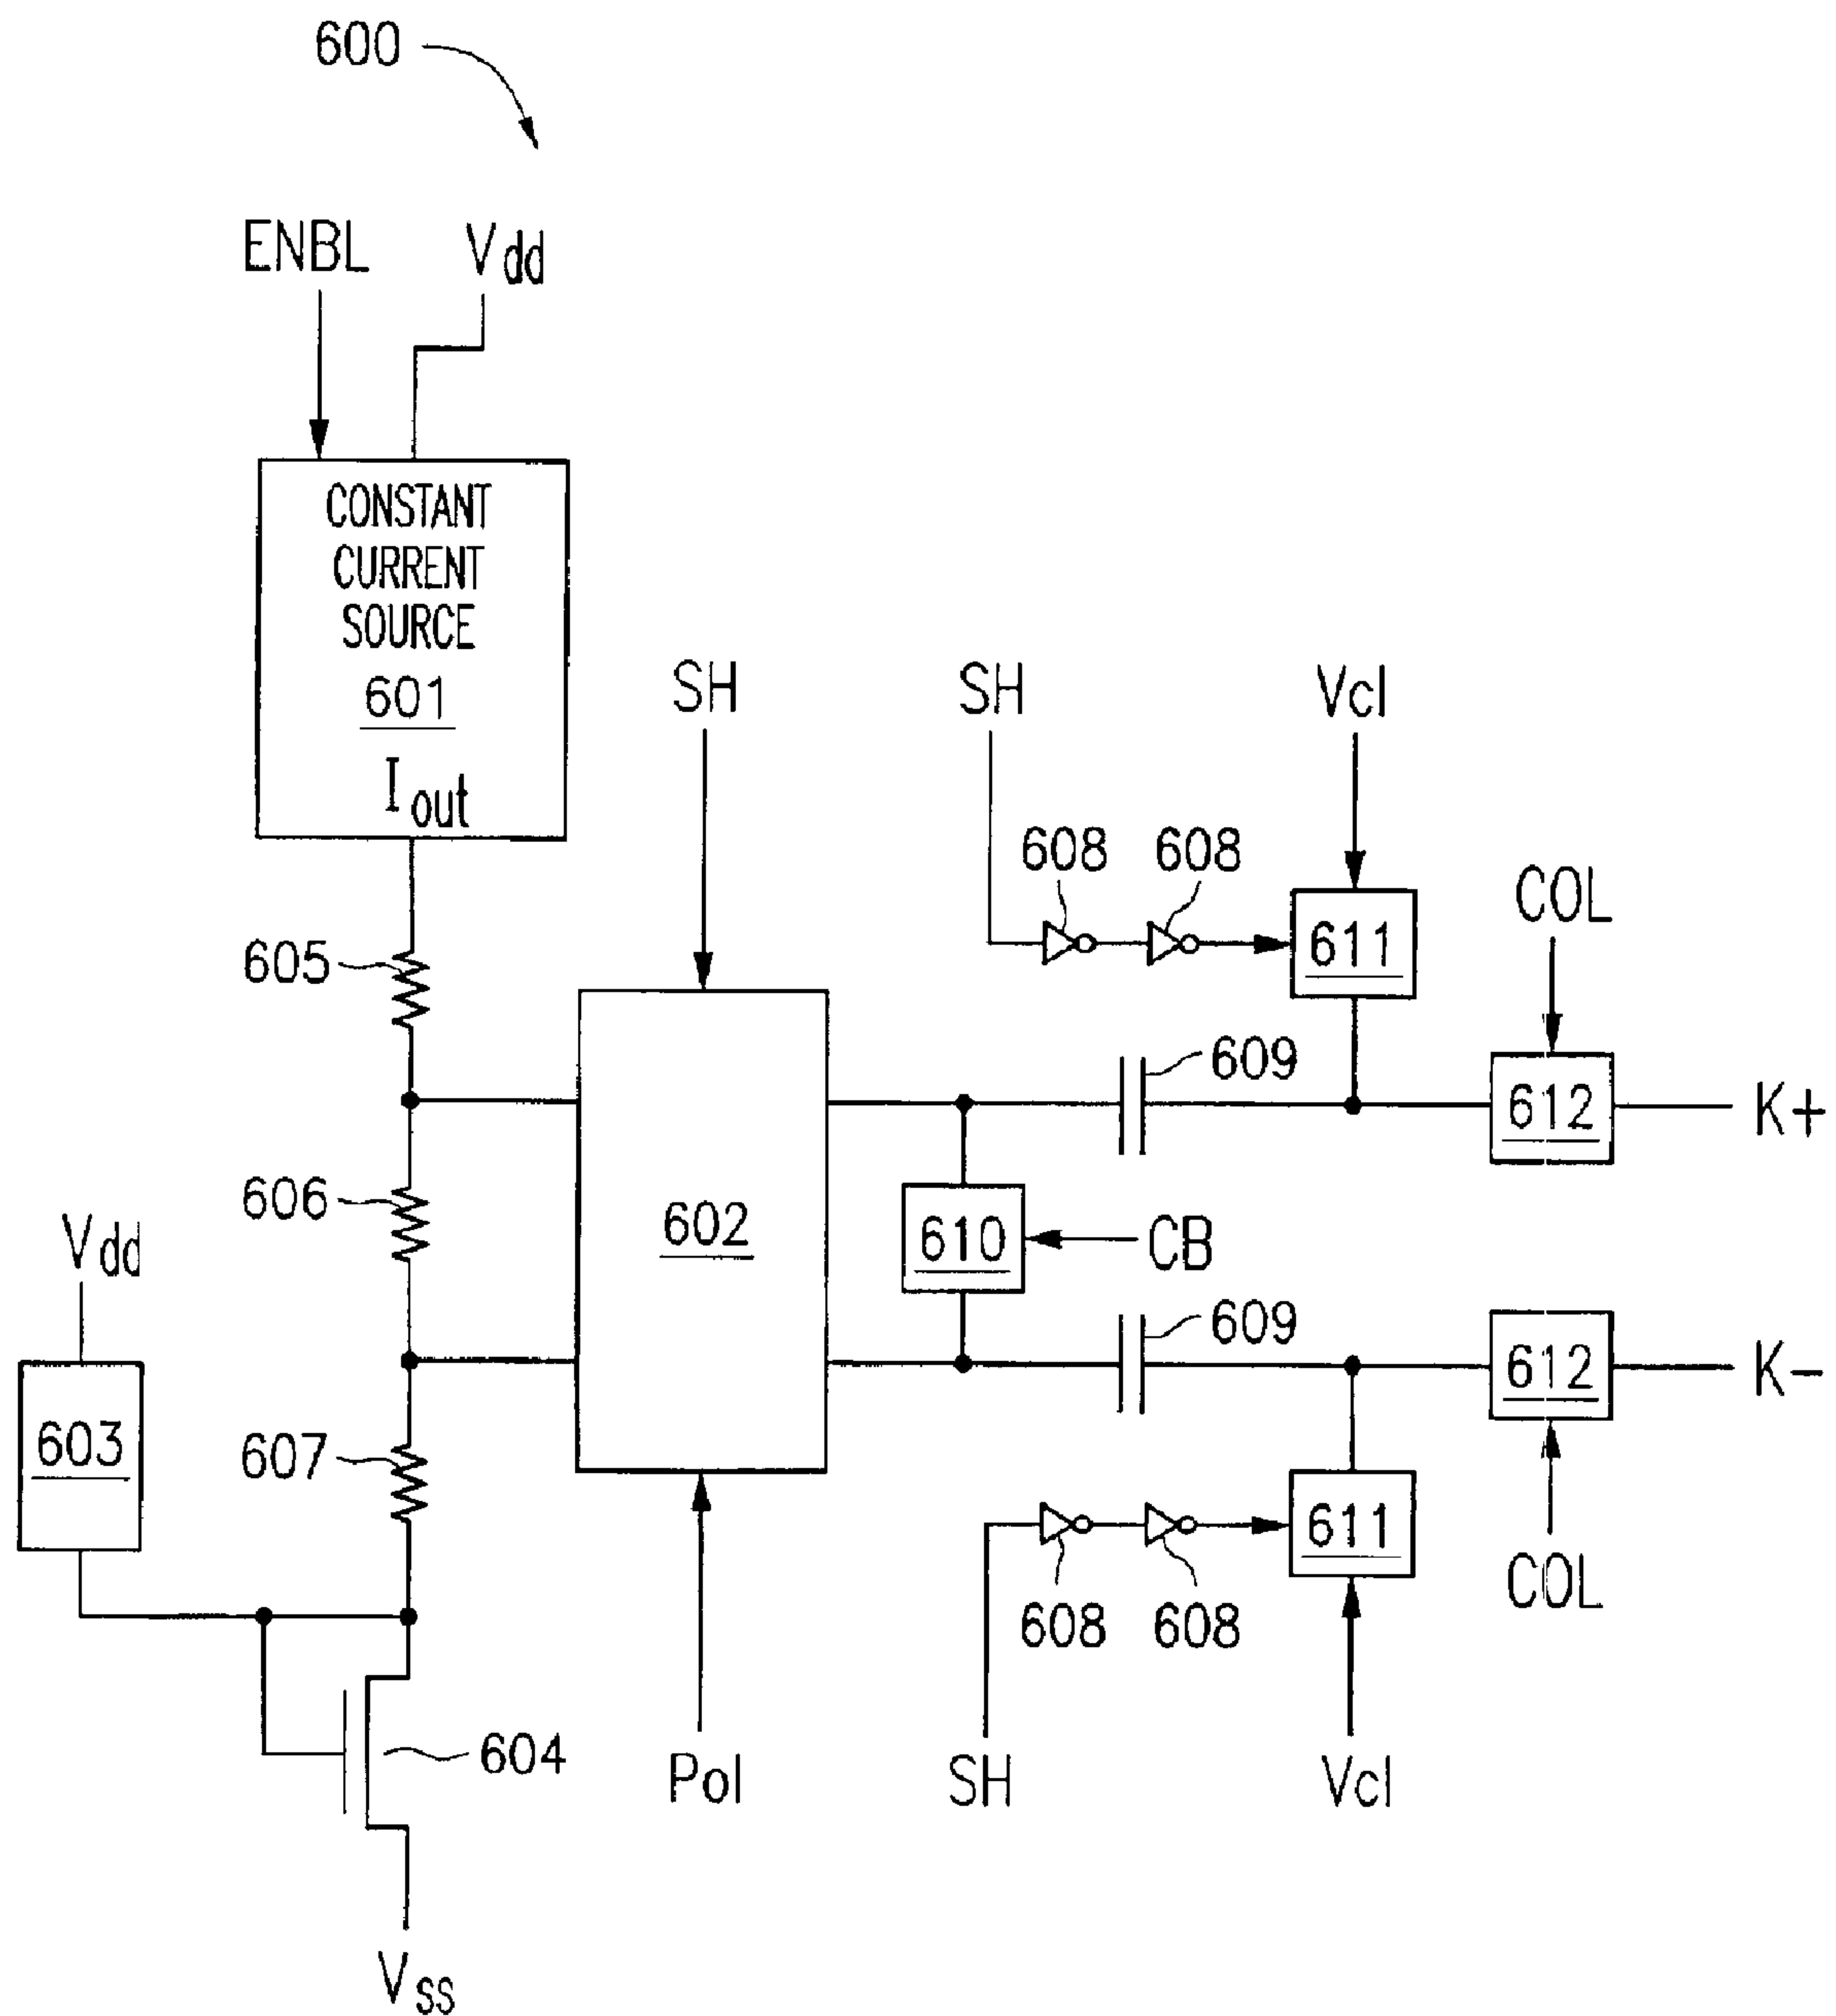 600
ENBL
Vdd
CONSTANT
CURRENT
SOURCE
601
Iout
SH
SH
Vcl
608
608
611
COL
605
609
612
K+
606
602
610
CB
Vdd
609
612
K-
603
607
611
608
608
COL
604
Pol
SH
Vcl
Vss